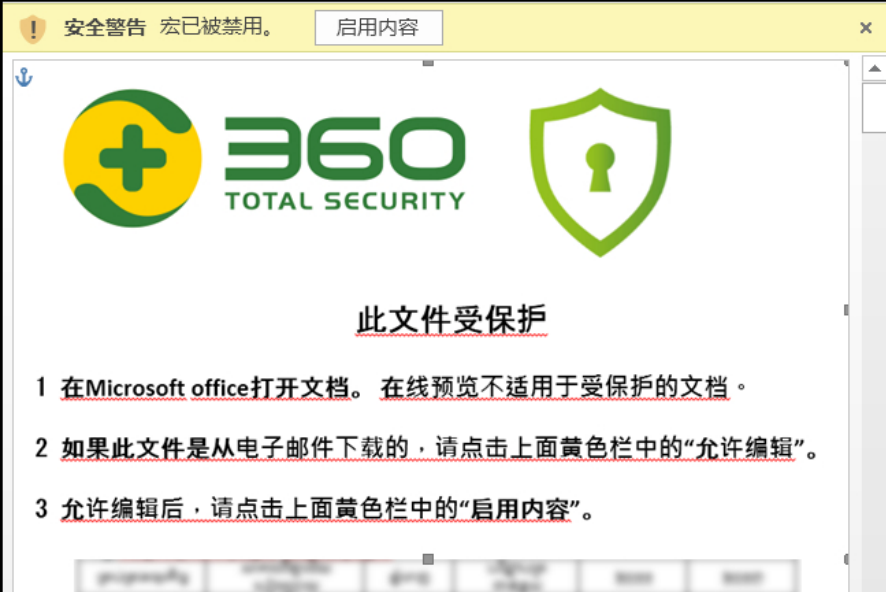 安全警告 宏已被禁用。 启用内容
360
TOTAL SECURITY
此文件受保护
1 在Microsoft office打开文档。 在线预览不适用于受保护的文档。
2 如果此文件是从电子邮件下载的，请点击上面黄色栏中的“允许编辑”。
3 允许编辑后，请点击上面黄色栏中的“启用内容”。